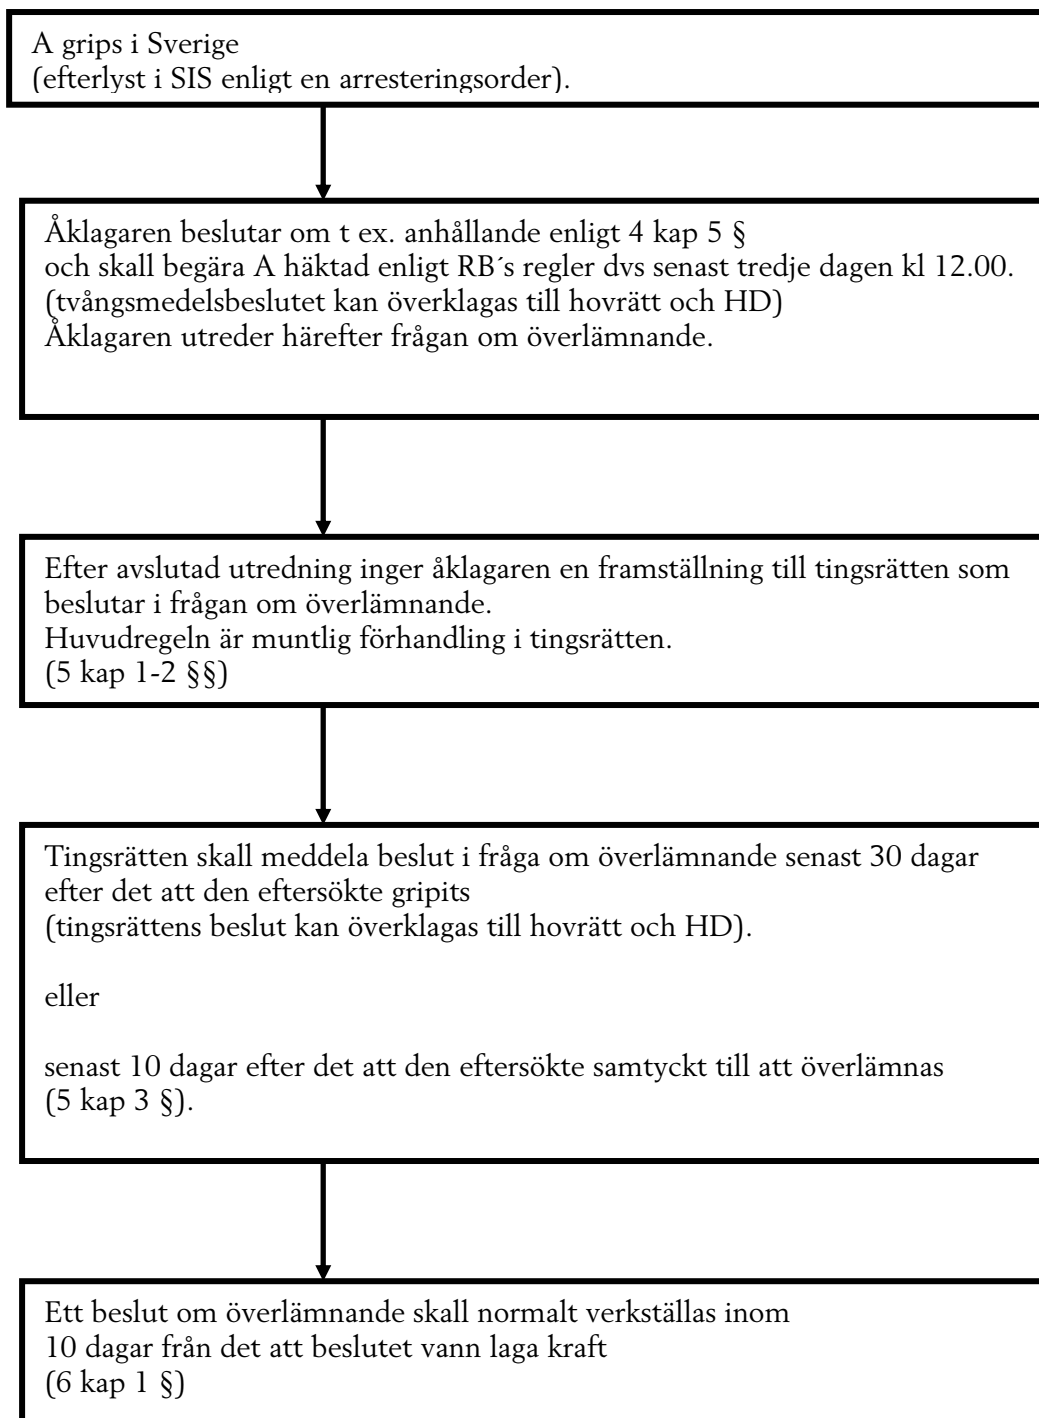 A grips i Sverige
(efterlyst i SIS enligt en arresteringsorder).
Åklagaren beslutar om t ex. anhållande enligt 4 kap 5 §
och skall begära A häktad enligt RB´s regler dvs senast tredje dagen kl 12.00.
(tvångsmedelsbeslutet kan överklagas till hovrätt och HD)
Åklagaren utreder härefter frågan om överlämnande.
Efter avslutad utredning inger åklagaren en framställning till tingsrätten som
beslutar i frågan om överlämnande.
Huvudregeln är muntlig förhandling i tingsrätten.
(5 kap 1-2 §§)
Tingsrätten skall meddela beslut i fråga om överlämnande senast 30 dagar
efter det att den eftersökte gripits
(tingsrättens beslut kan överklagas till hovrätt och HD).
eller
senast 10 dagar efter det att den eftersökte samtyckt till att överlämnas
(5 kap 3 §).
Ett beslut om överlämnande skall normalt verkställas inom
10 dagar från det att beslutet vann laga kraft
(6 kap 1 §)